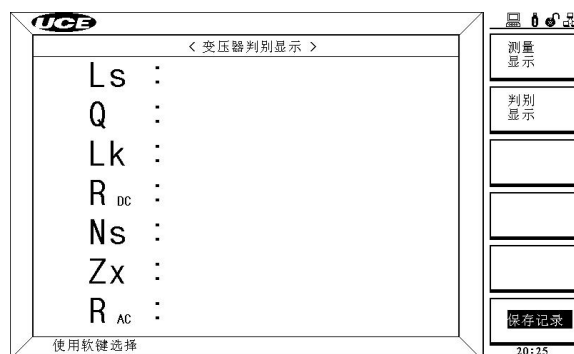 UCE
< 变压器判别显示 >
Ls :
Q :
Lk :
R DC :
Ns :
Zx :
R AC :
使用软键选择
测量
显示
判别
显示
保存记录
20:25